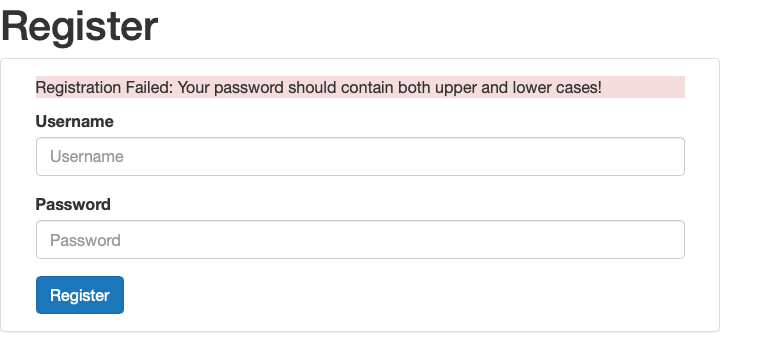 Register
Registration Failed: Your password should contain both upper and lower cases!
Username
Username
Password
Password
Register